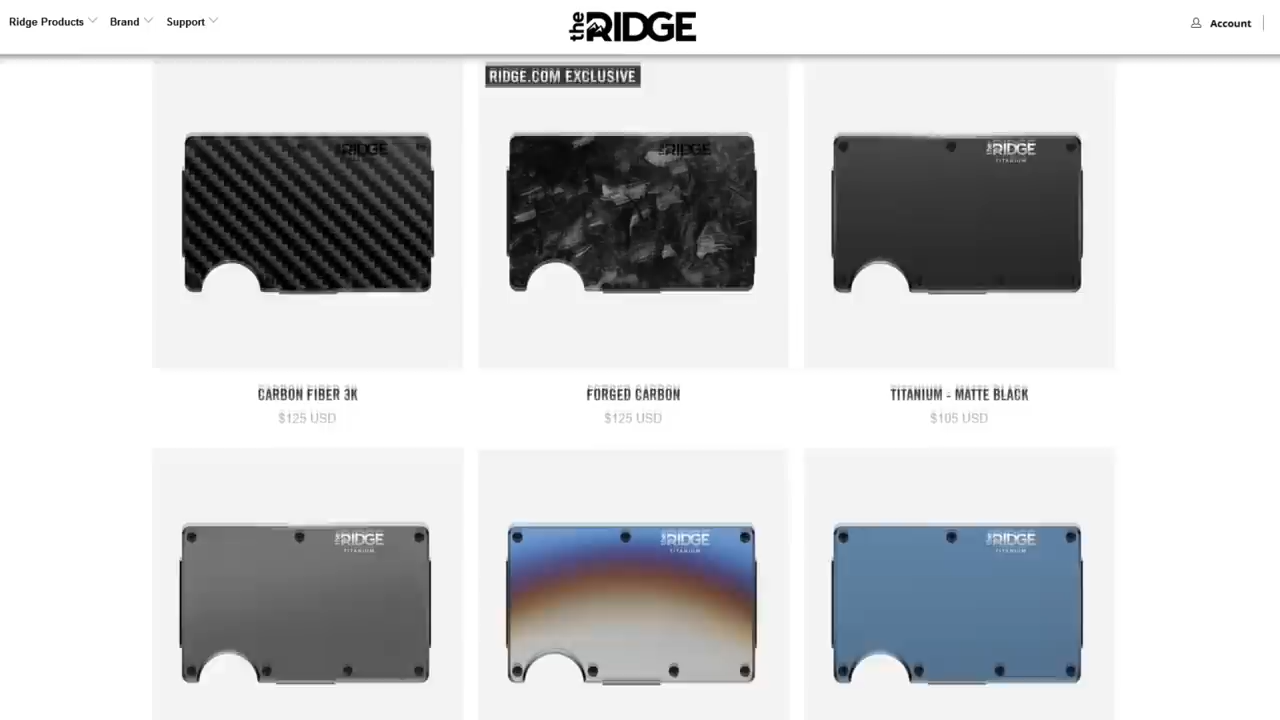 Ridge Products
Brand
Support
the RIDGE
Account
RIDGE.COM EXCLUSIVE
the RIDGE
the RIDGE
the RIDGE
TITANIUM
CARBON FIBER 3K
FORGED CARBON
TITANIUM - MATTE BLACK
$125 USD
$125 USD
$105 USD
the RIDGE
TITANIUM
the RIDGE
TITANIUM
the RIDGE
TITANIUM